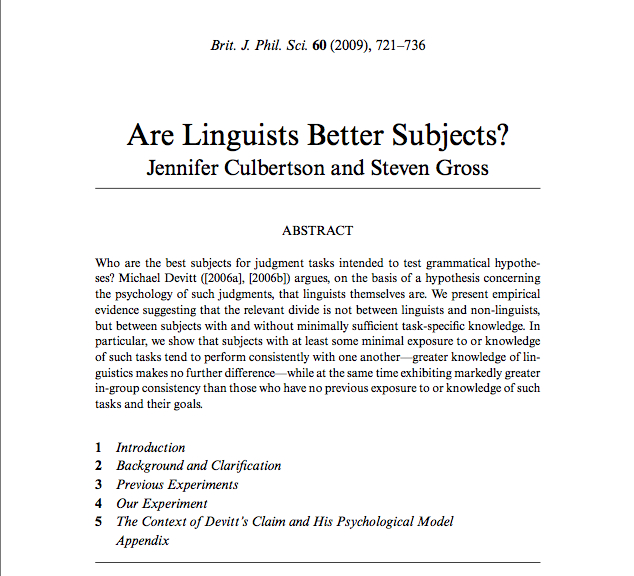 Brit. J. Phil. Sci. 60 (2009), 721–736
Are Linguists Better Subjects?
Jennifer Culbertson and Steven Gross
ABSTRACT
Who are the best subjects for judgment tasks intended to test grammatical hypothe-
ses? Michael Devitt ([2006a], [2006b]) argues, on the basis of a hypothesis concerning
the psychology of such judgments, that linguists themselves are. We present empirical
evidence suggesting that the relevant divide is not between linguists and non-linguists,
but between subjects with and without minimally sufficient task-specific knowledge. In
particular, we show that subjects with at least some minimal exposure to or knowledge
of such tasks tend to perform consistently with one another—greater knowledge of lin-
guistics makes no further difference—while at the same time exhibiting markedly greater
in-group consistency than those who have no previous exposure to or knowledge of such
tasks and their goals.
1 Introduction
2 Background and Clarification
3 Previous Experiments
4 Our Experiment
5 The Context of Devitt's Claim and His Psychological Model
Appendix